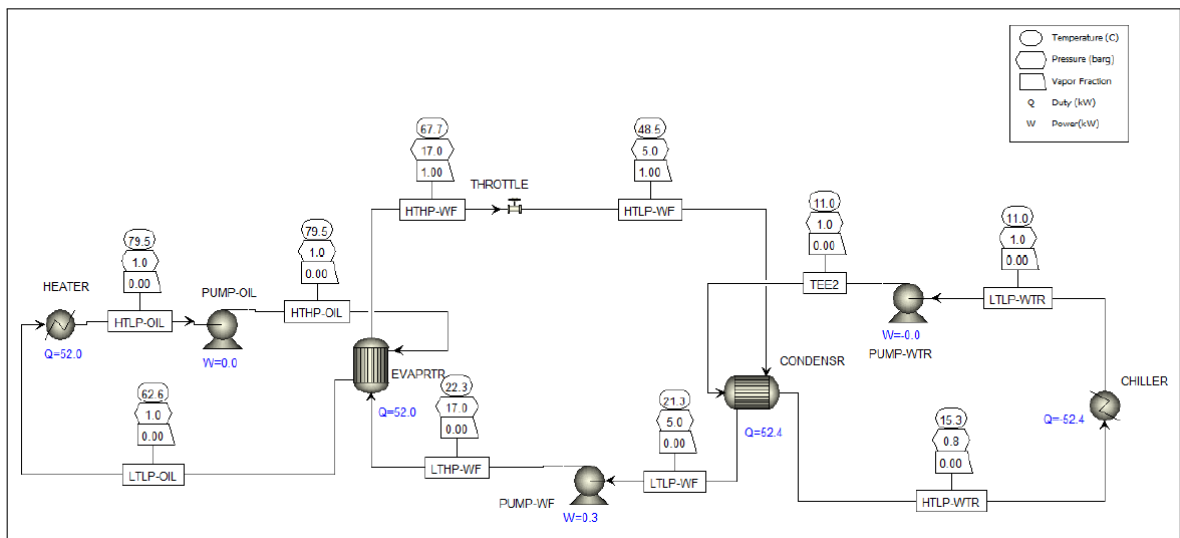 Temperature (C)
Pressure (barg)
Vapor Fraction
Q Duty (kW)
W Power(kW)
67.7
17.0
1.00
HTHP-WF
THROTTLE
48.5
5.0
1.00
HTLP-WF
11.0
1.0
0.00
TEE2
11.0
1.0
0.00
LTLP-WTR
79.5
1.0
0.00
HTLP-OIL
79.5
1.0
0.00
HTHP-OIL
HEATER
Q=52.0
PUMP-OIL
W=0.0
EVAPRTR
Q=52.0
W=-0.0
PUMP-WTR
CONDENSR
Q=52.4
CHILLER
Q=-52.4
62.6
1.0
0.00
LTLP-OIL
22.3
17.0
0.00
LTHP-WF
21.3
5.0
0.00
LTLP-WF
15.3
0.8
0.00
HTLP-WTR
PUMP-WF
W=0.3